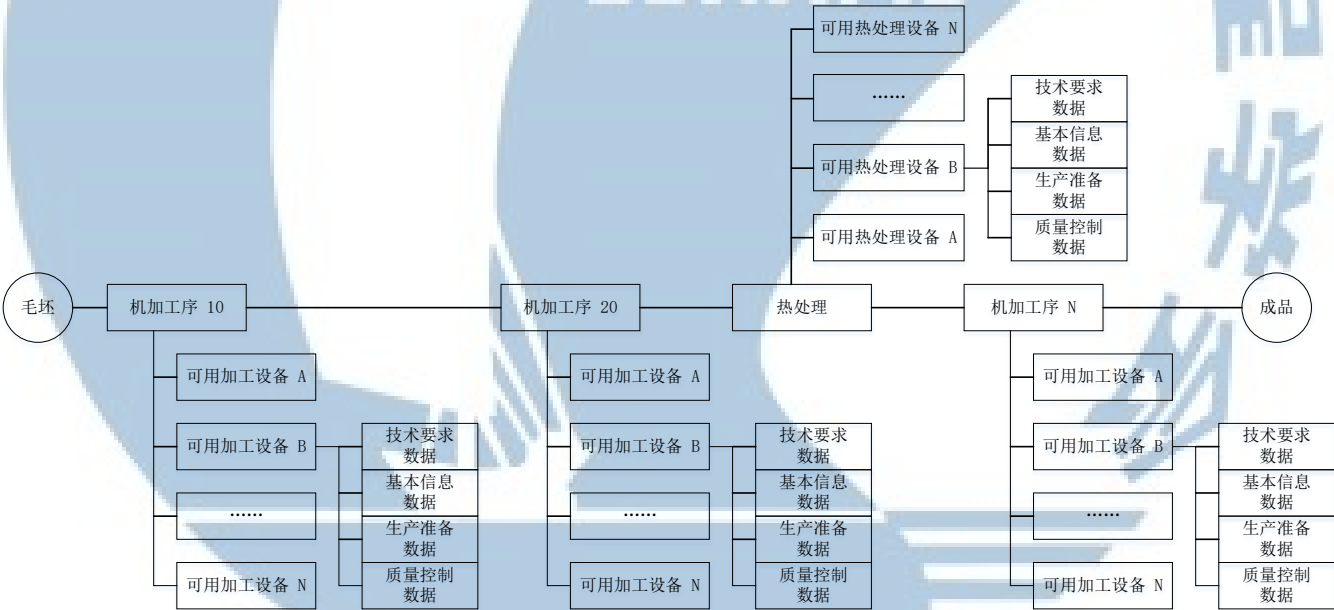 可用热处理设备 N
……
可用热处理设备 B
可用热处理设备 A
技术要求
数据
基本信息
数据
生产准备
数据
质量控制
数据
毛坯
机加工序 10
机加工序 20
热处理
机加工序 N
成品
可用加工设备 A
可用加工设备 B
……
可用加工设备 N
技术要求
数据
基本信息
数据
生产准备
数据
质量控制
数据
可用加工设备 A
可用加工设备 B
……
可用加工设备 N
技术要求
数据
基本信息
数据
生产准备
数据
质量控制
数据
可用加工设备 A
可用加工设备 B
……
可用加工设备 N
技术要求
数据
基本信息
数据
生产准备
数据
质量控制
数据